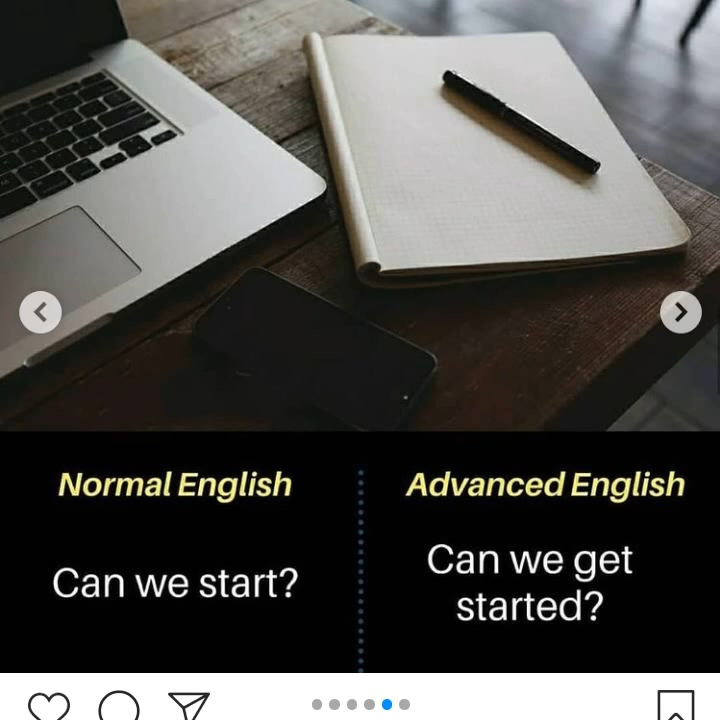 Normal English
Can we start?
Advanced English
Can we get
started?